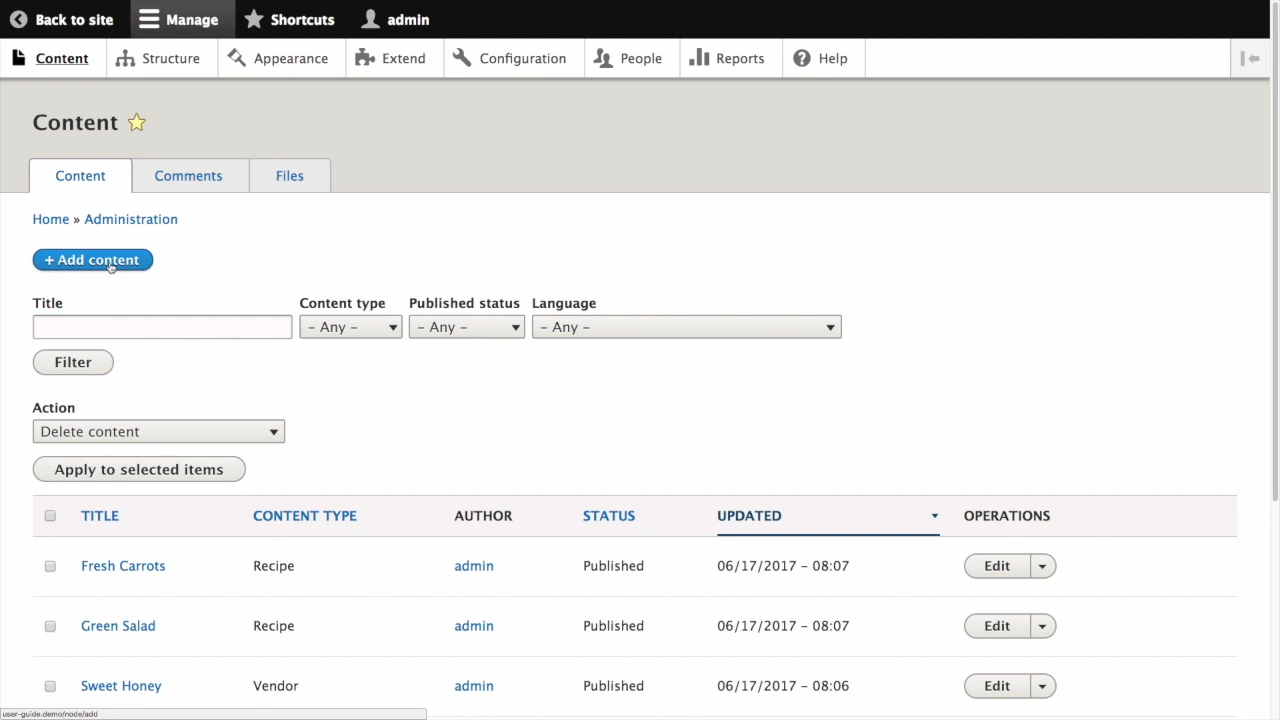 Back to site Manage Shortcuts admin
Content Structure Appearance Extend Configuration People Reports Help
Content
Content Comments Files
Home » Administration
+ Add content
Title Content type Published status Language
- Any - - Any - - Any -
Filter
Action
Delete content
Apply to selected items
TITLE CONTENT TYPE AUTHOR STATUS UPDATED OPERATIONS
Fresh Carrots Recipe admin Published 06/17/2017 - 08:07 Edit
Green Salad Recipe admin Published 06/17/2017 - 08:07 Edit
Sweet Honey Vendor admin Published 06/17/2017 - 08:06 Edit
user-guide.demo/node/add